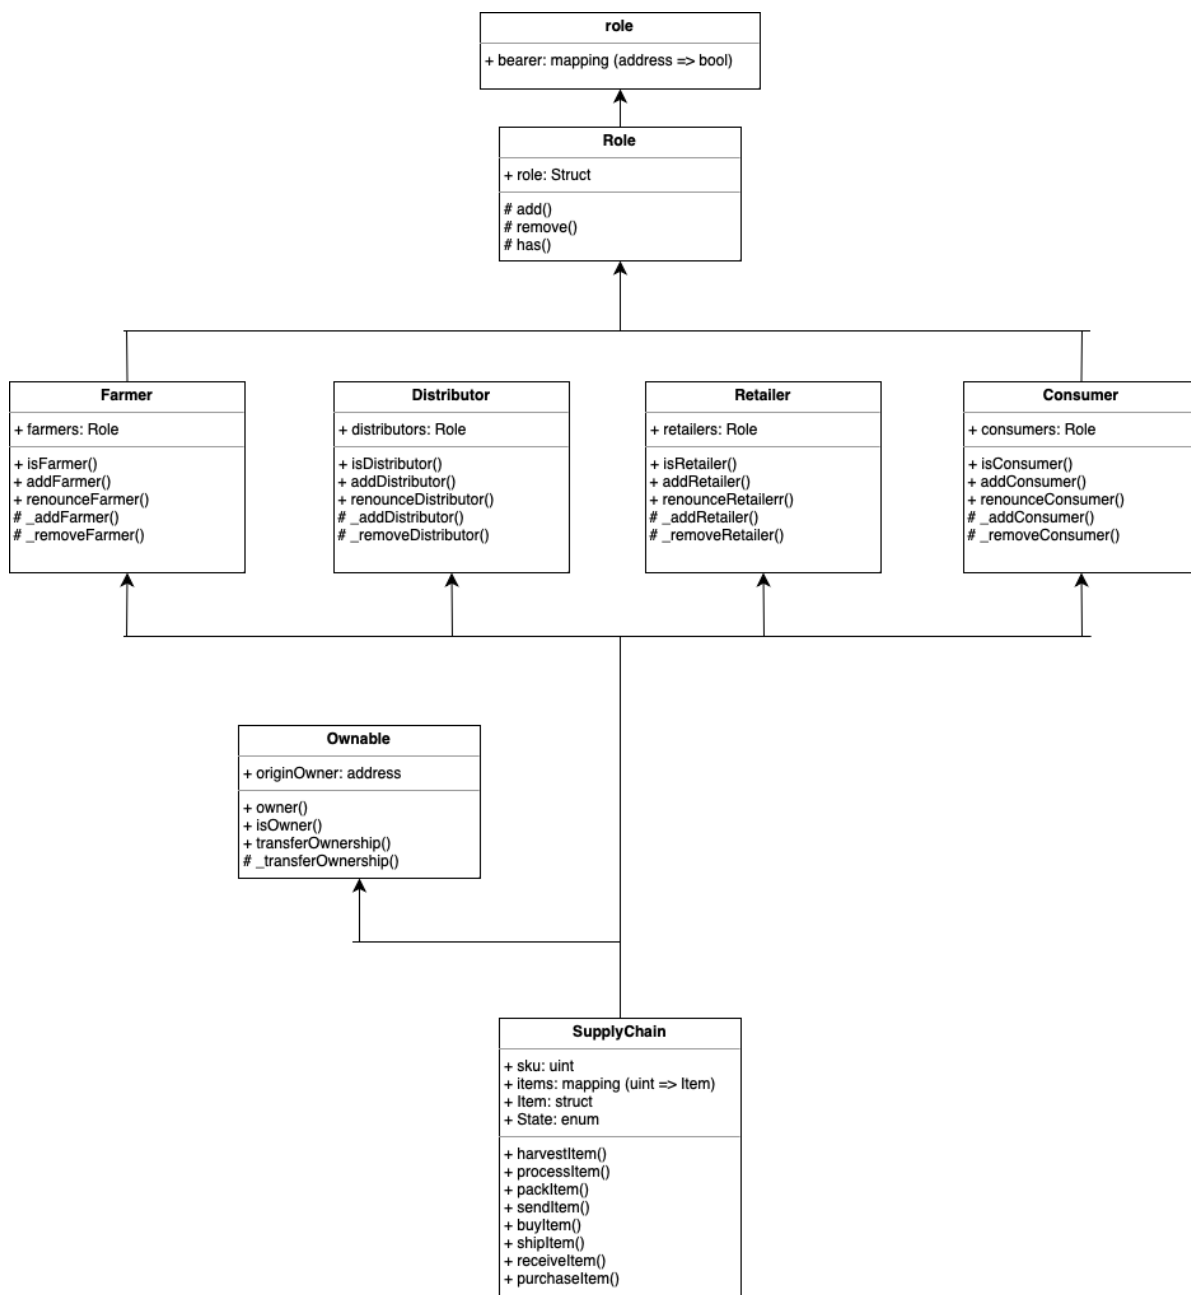 role
+ bearer: mapping (address => bool)
Role
+ role: Struct
# add()
# remove()
# has()
Farmer
+ farmers: Role
+ isFarmer()
+ addFarmer()
+ renounceFarmer()
# _addFarmer()
# _removeFarmer()
Distributor
+ distributors: Role
+ isDistributor()
+ addDistributor()
+ renounceDistributor()
# _addDistributor()
# _removeDistributor()
Retailer
+ retailers: Role
+ isRetailer()
+ addRetailer()
+ renounceRetailerr()
# _addRetailer()
# _removeRetailer()
Consumer
+ consumers: Role
+ isConsumer()
+ addConsumer()
+ renounceConsumer()
# _addConsumer()
# _removeConsumer()
Ownable
+ originOwner: address
+ owner()
+ isOwner()
+ transferOwnership()
# _transferOwnership()
SupplyChain
+ sku: uint
+ items: mapping (uint => Item)
+ Item: struct
+ State: enum
+ harvestItem()
+ processItem()
+ packItem()
+ sendItem()
+ buyItem()
+ shipItem()
+ receiveItem()
+ purchaseItem()